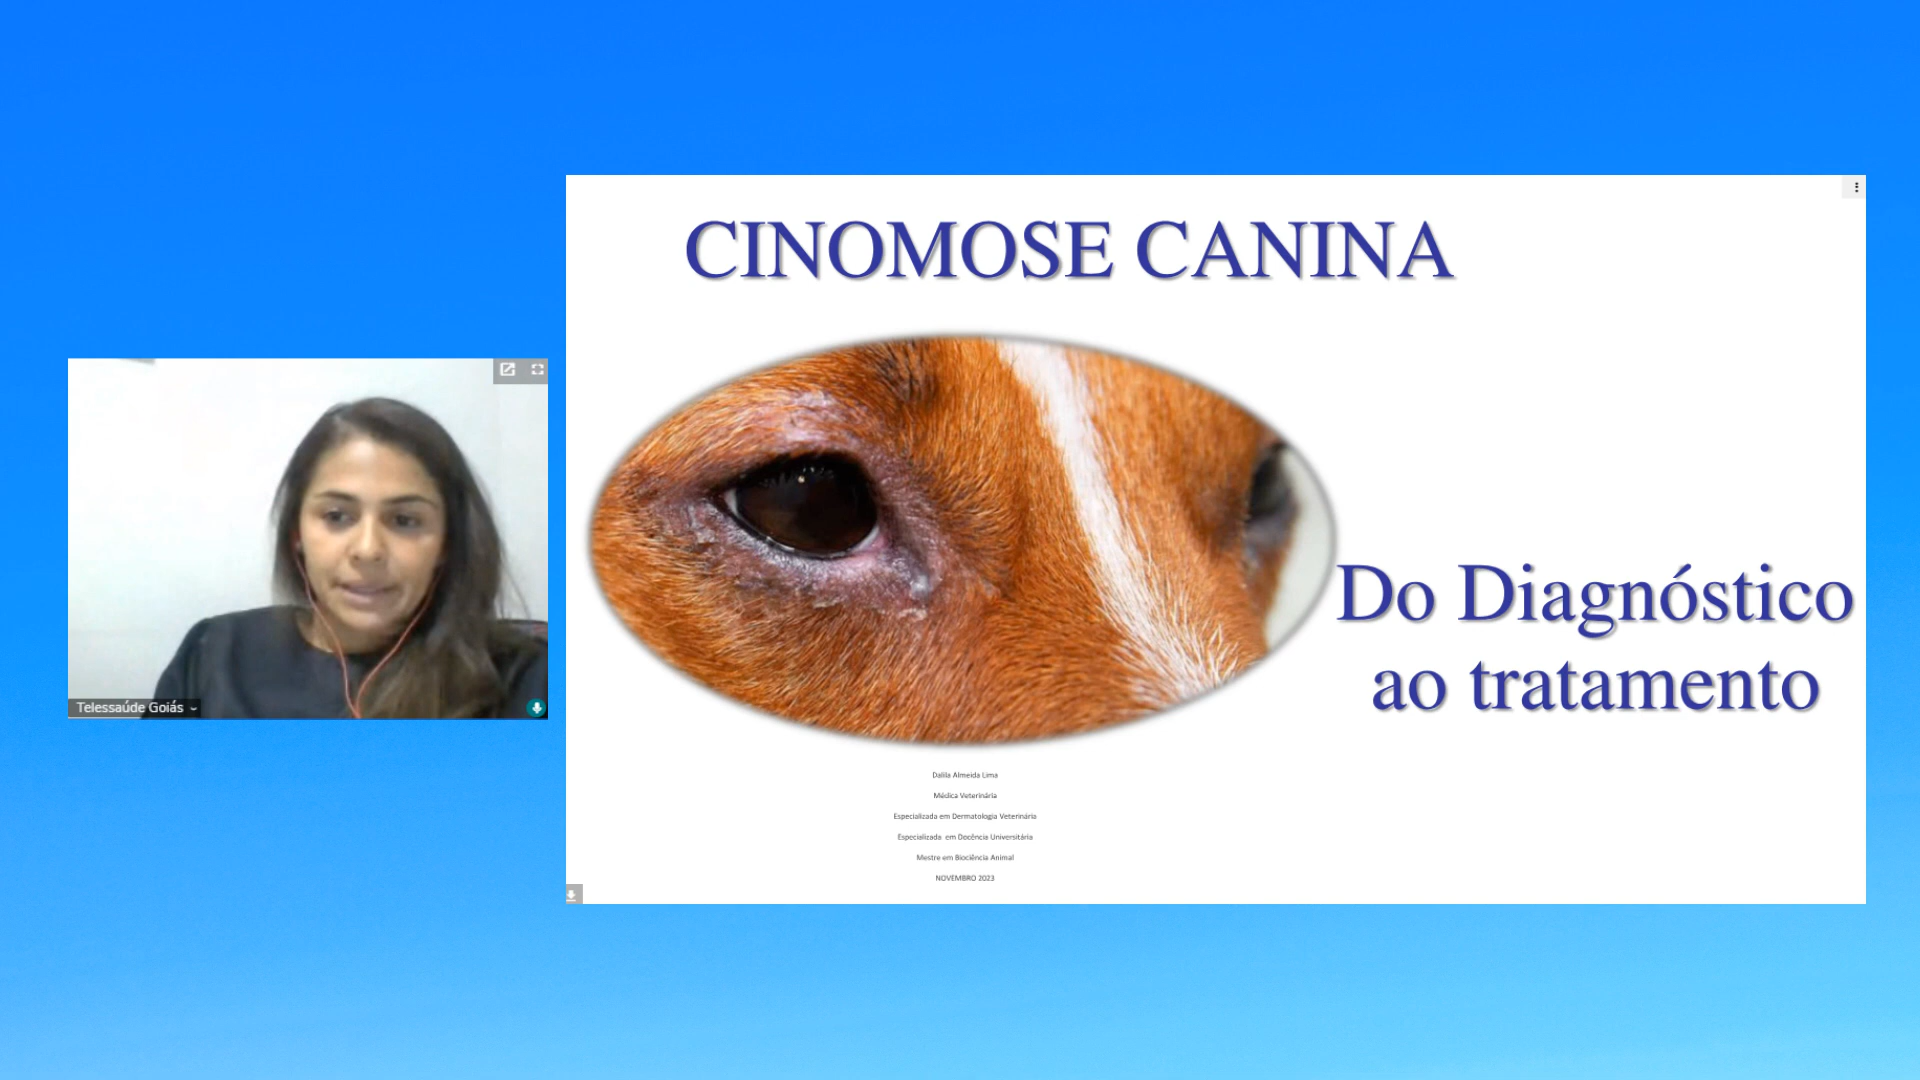 CINOMOSE CANINA
Do Diagnóstico
ao tratamento
Telessaúde Goiás
Dalila Almeida Lima
Médica Veterinária
Especializada em Dermatologia Veterinária
Especializada em Docência Universitária
Mestre em Biociência Animal
NOVEMBRO 2023